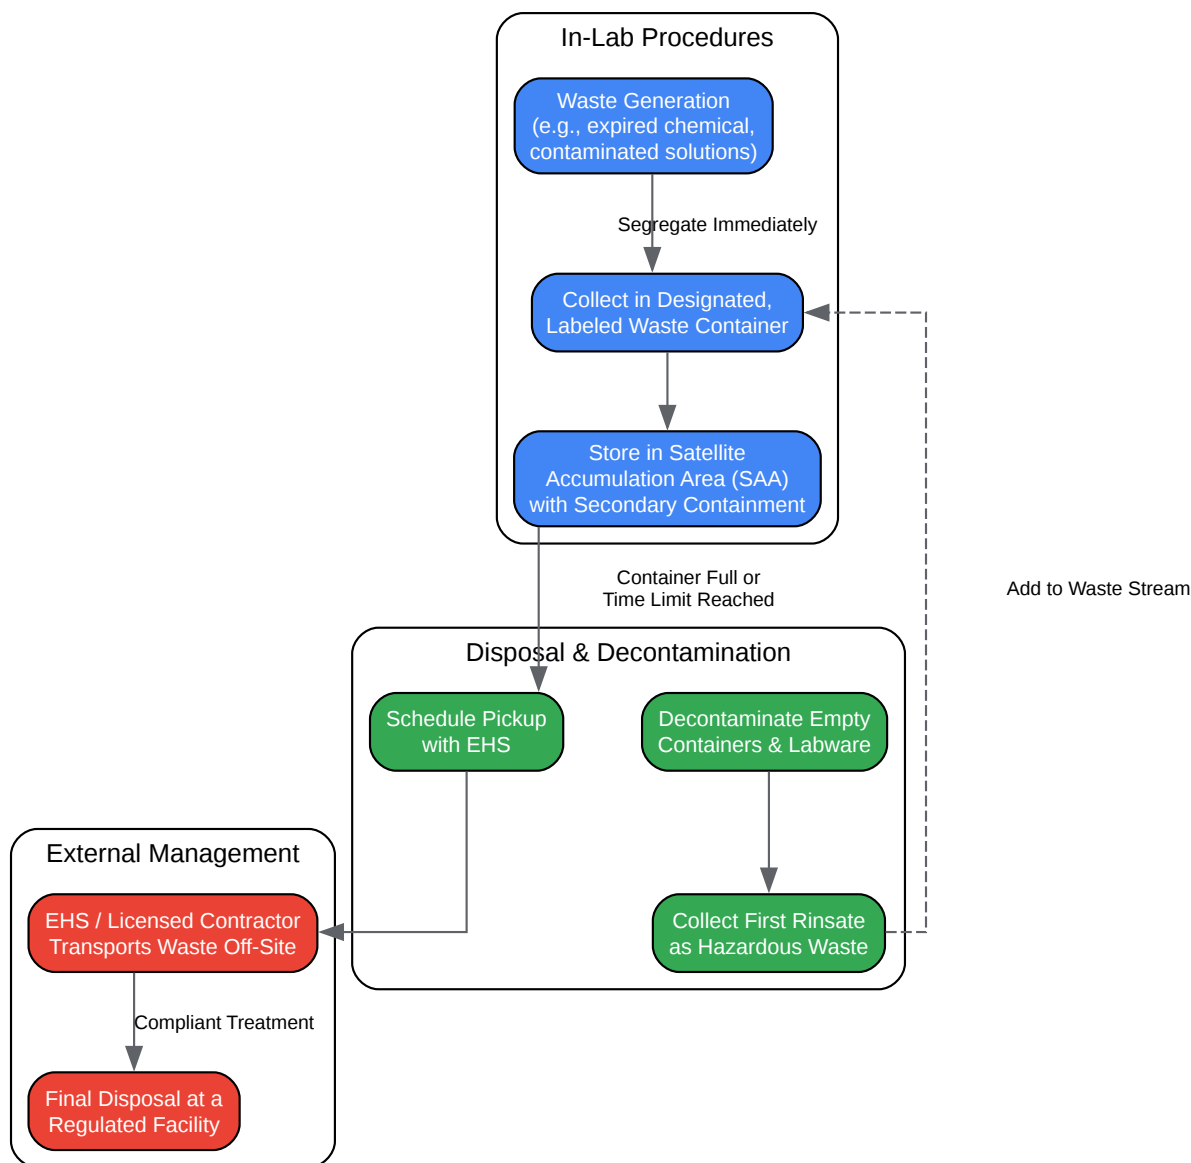 In-Lab Procedures
Waste Generation
(e.g., expired chemical,
contaminated solutions)
Segregate Immediately
Collect in Designated,
Labeled Waste Container
Store in Satellite
Accumulation Area (SAA)
with Secondary Containment
Container Full or
Time Limit Reached
Add to Waste Stream
Disposal & Decontamination
Schedule Pickup
with EHS
Decontaminate Empty
Containers & Labware
Collect First Rinsate
as Hazardous Waste
External Management
EHS / Licensed Contractor
Transports Waste Off-Site
Compliant Treatment
Final Disposal at a
Regulated Facility